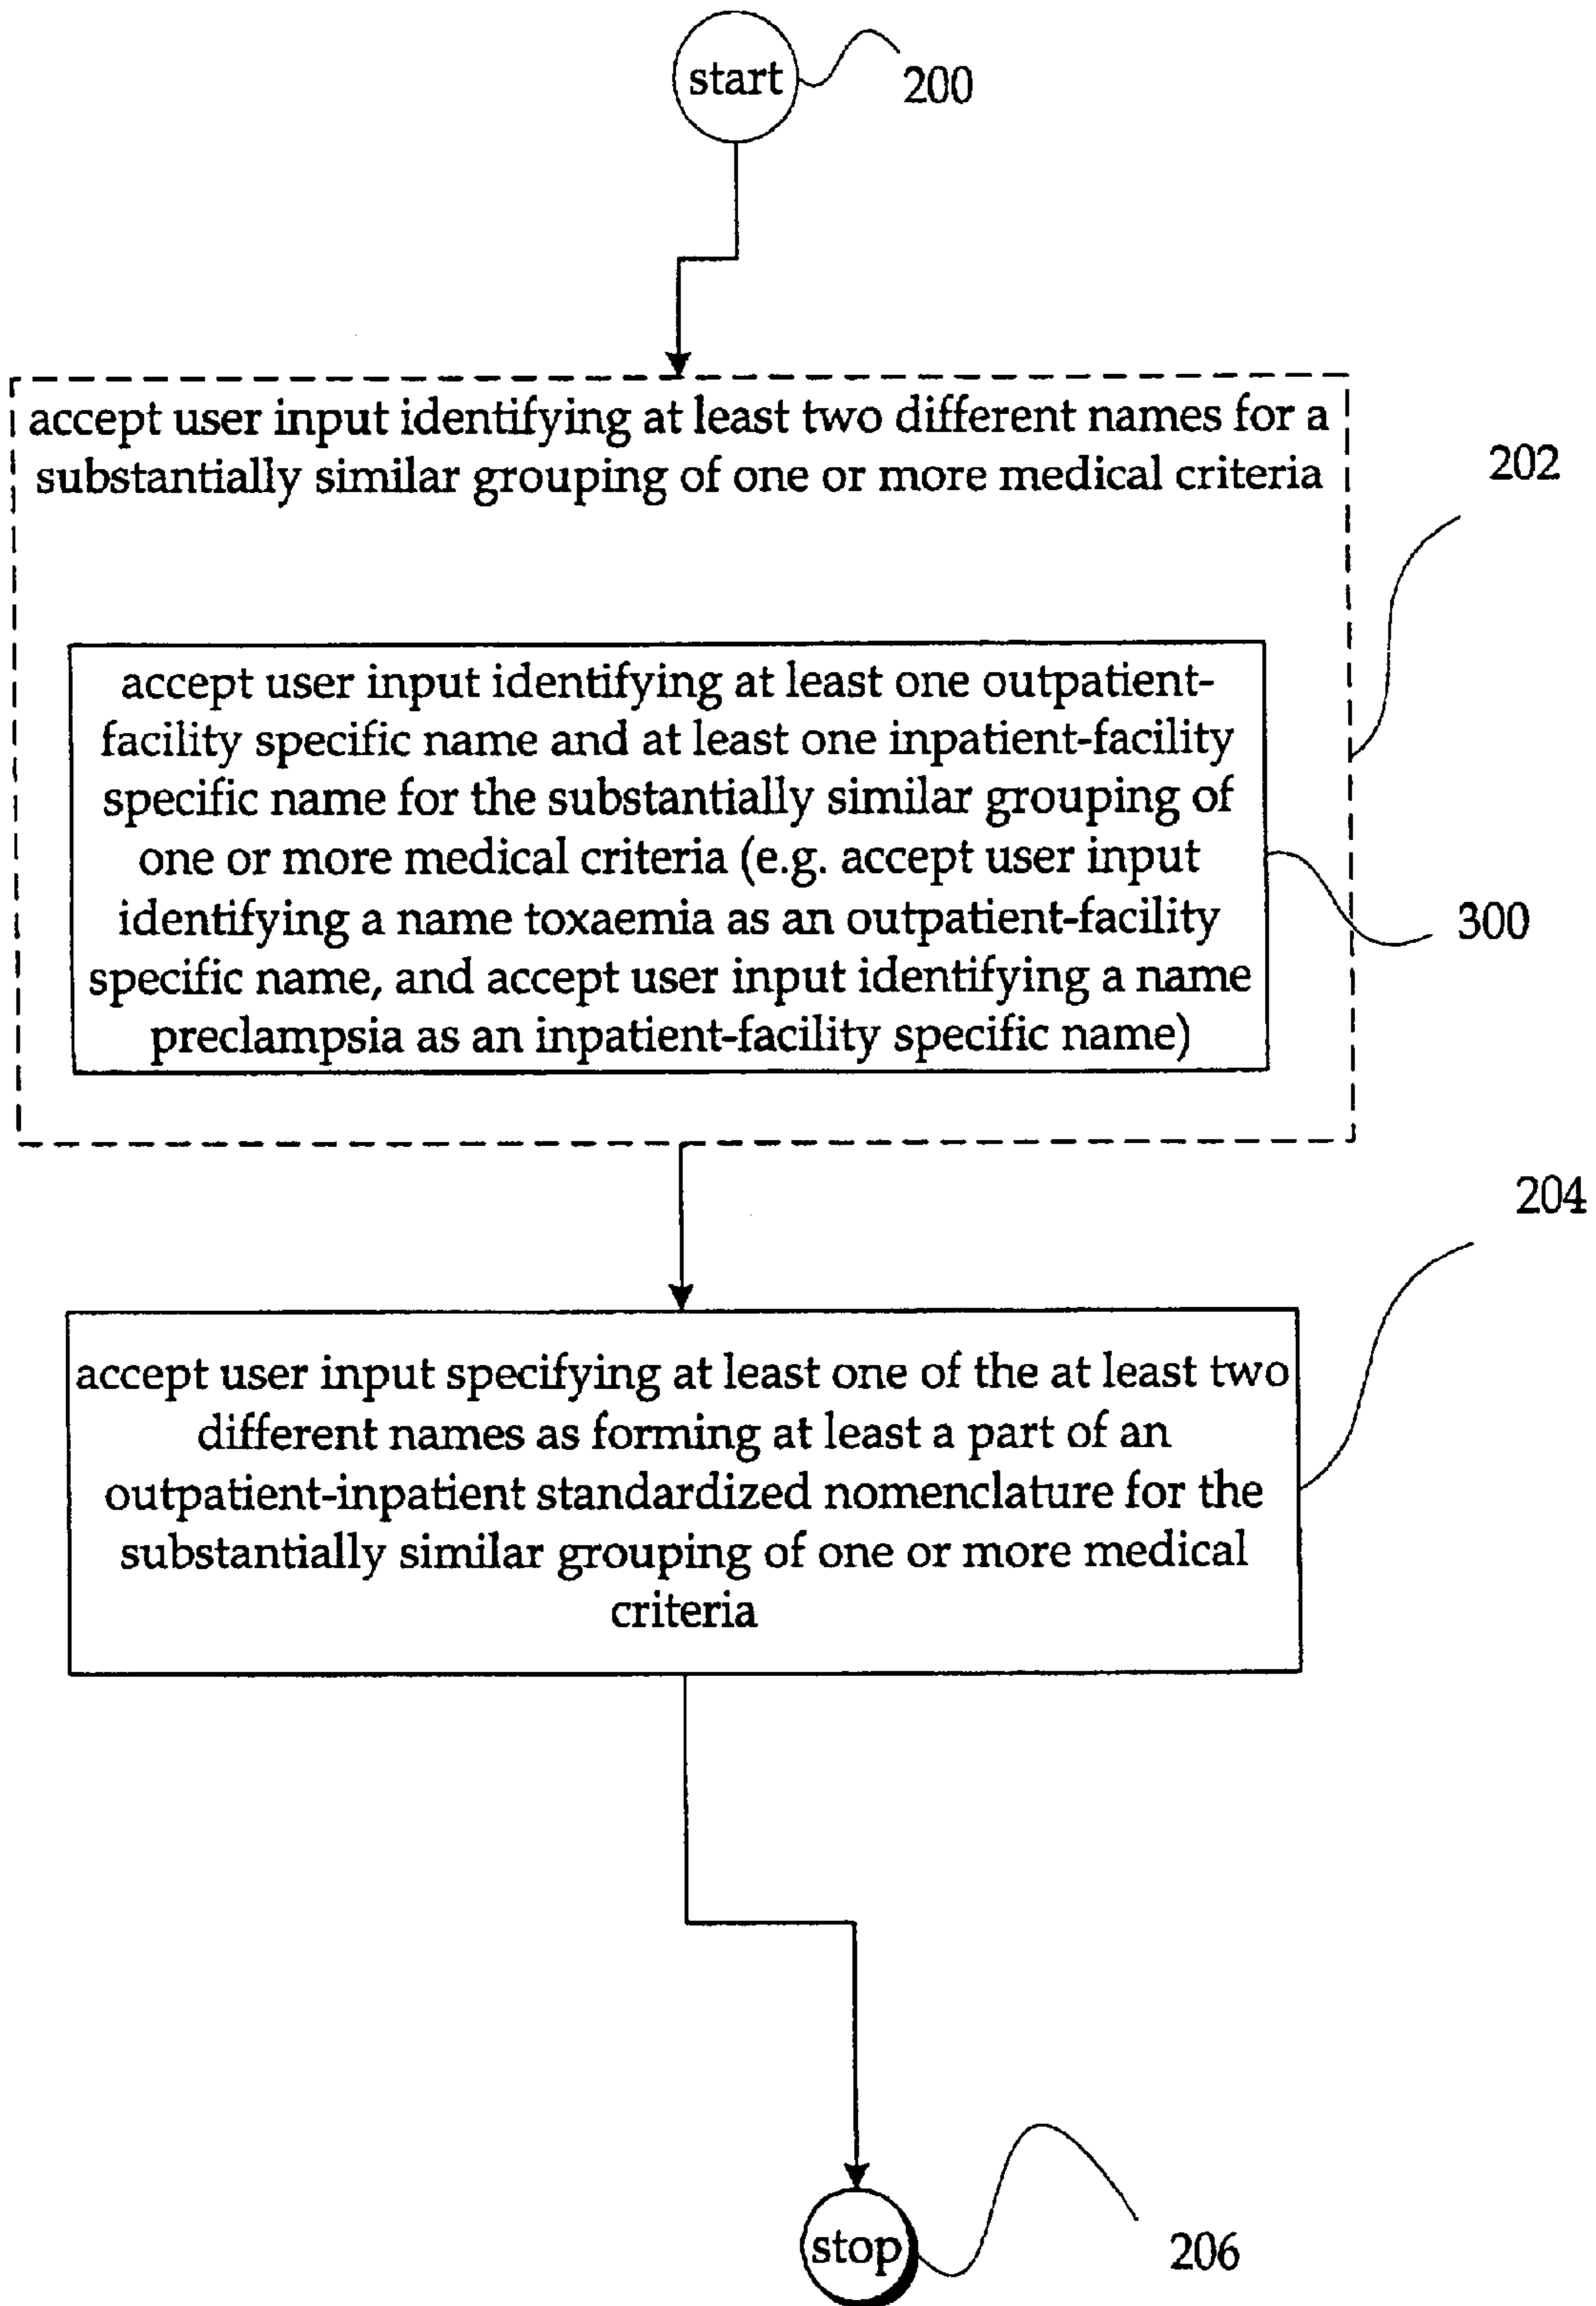 start
200
accept user input identifying at least two different names for a
substantially similar grouping of one or more medical criteria
202
accept user input identifying at least one outpatient-
facility specific name and at least one inpatient-facility
specific name for the substantially similar grouping of
one or more medical criteria (e.g. accept user input
identifying a name toxaemia as an outpatient-facility
specific name, and accept user input identifying a name
preclampsia as an inpatient-facility specific name)
300
204
accept user input specifying at least one of the at least two
different names as forming at least a part of an
outpatient-inpatient standardized nomenclature for the
substantially similar grouping of one or more medical
criteria
stop
206